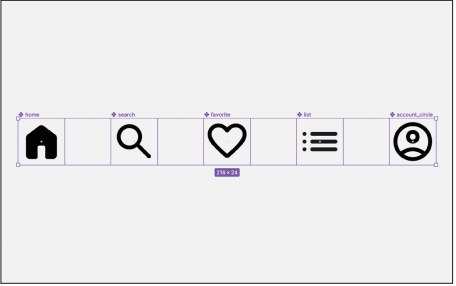 home
search
favorite
list
account_circle
216 × 24